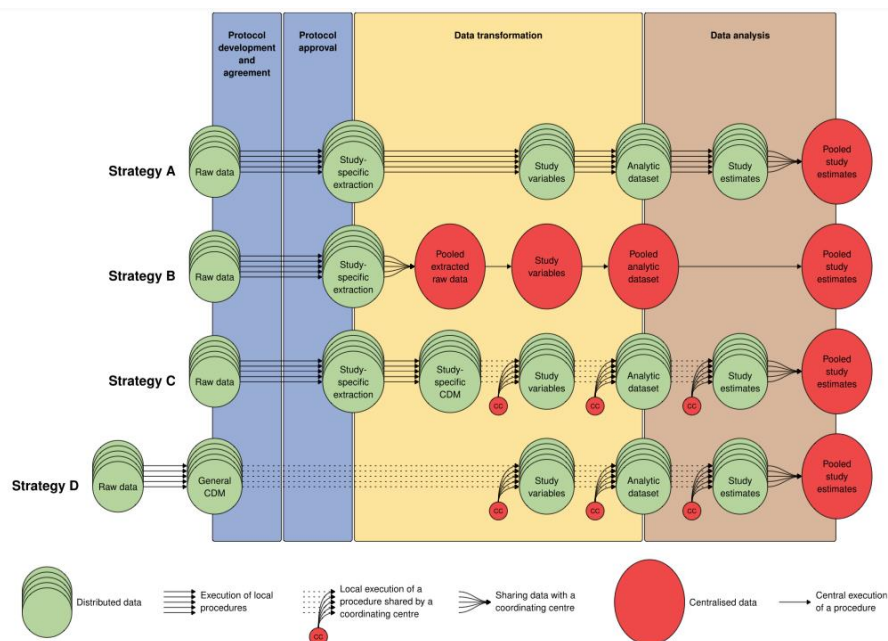 Protocol
development
and
agreement
Protocol
approval
Data transformation
Data analysis
Strategy A
Raw data
Study-
specific
extraction
Study
variables
Analytic
dataset
Study
estimates
Pooled
study
estimates
Strategy B
Raw data
Study-
specific
extraction
Pooled
extracted
raw data
Study
variables
Pooled
analytic
dataset
Pooled
study
estimates
Strategy C
Raw data
Study-
specific
extraction
Study-
specific
CDM
CC
Study
variables
CC
Analytic
dataset
CC
Study
estimates
Pooled
study
estimates
Strategy D
Raw data
General
CDM
CC
Study
variables
CC
Analytic
dataset
CC
Study
estimates
Pooled
study
estimates
Distributed data
Execution of local
procedures
Local execution of a
procedure shared by a
coordinating centre
CC
Sharing data with a
coordinating centre
Centralised data
Central execution
of a procedure